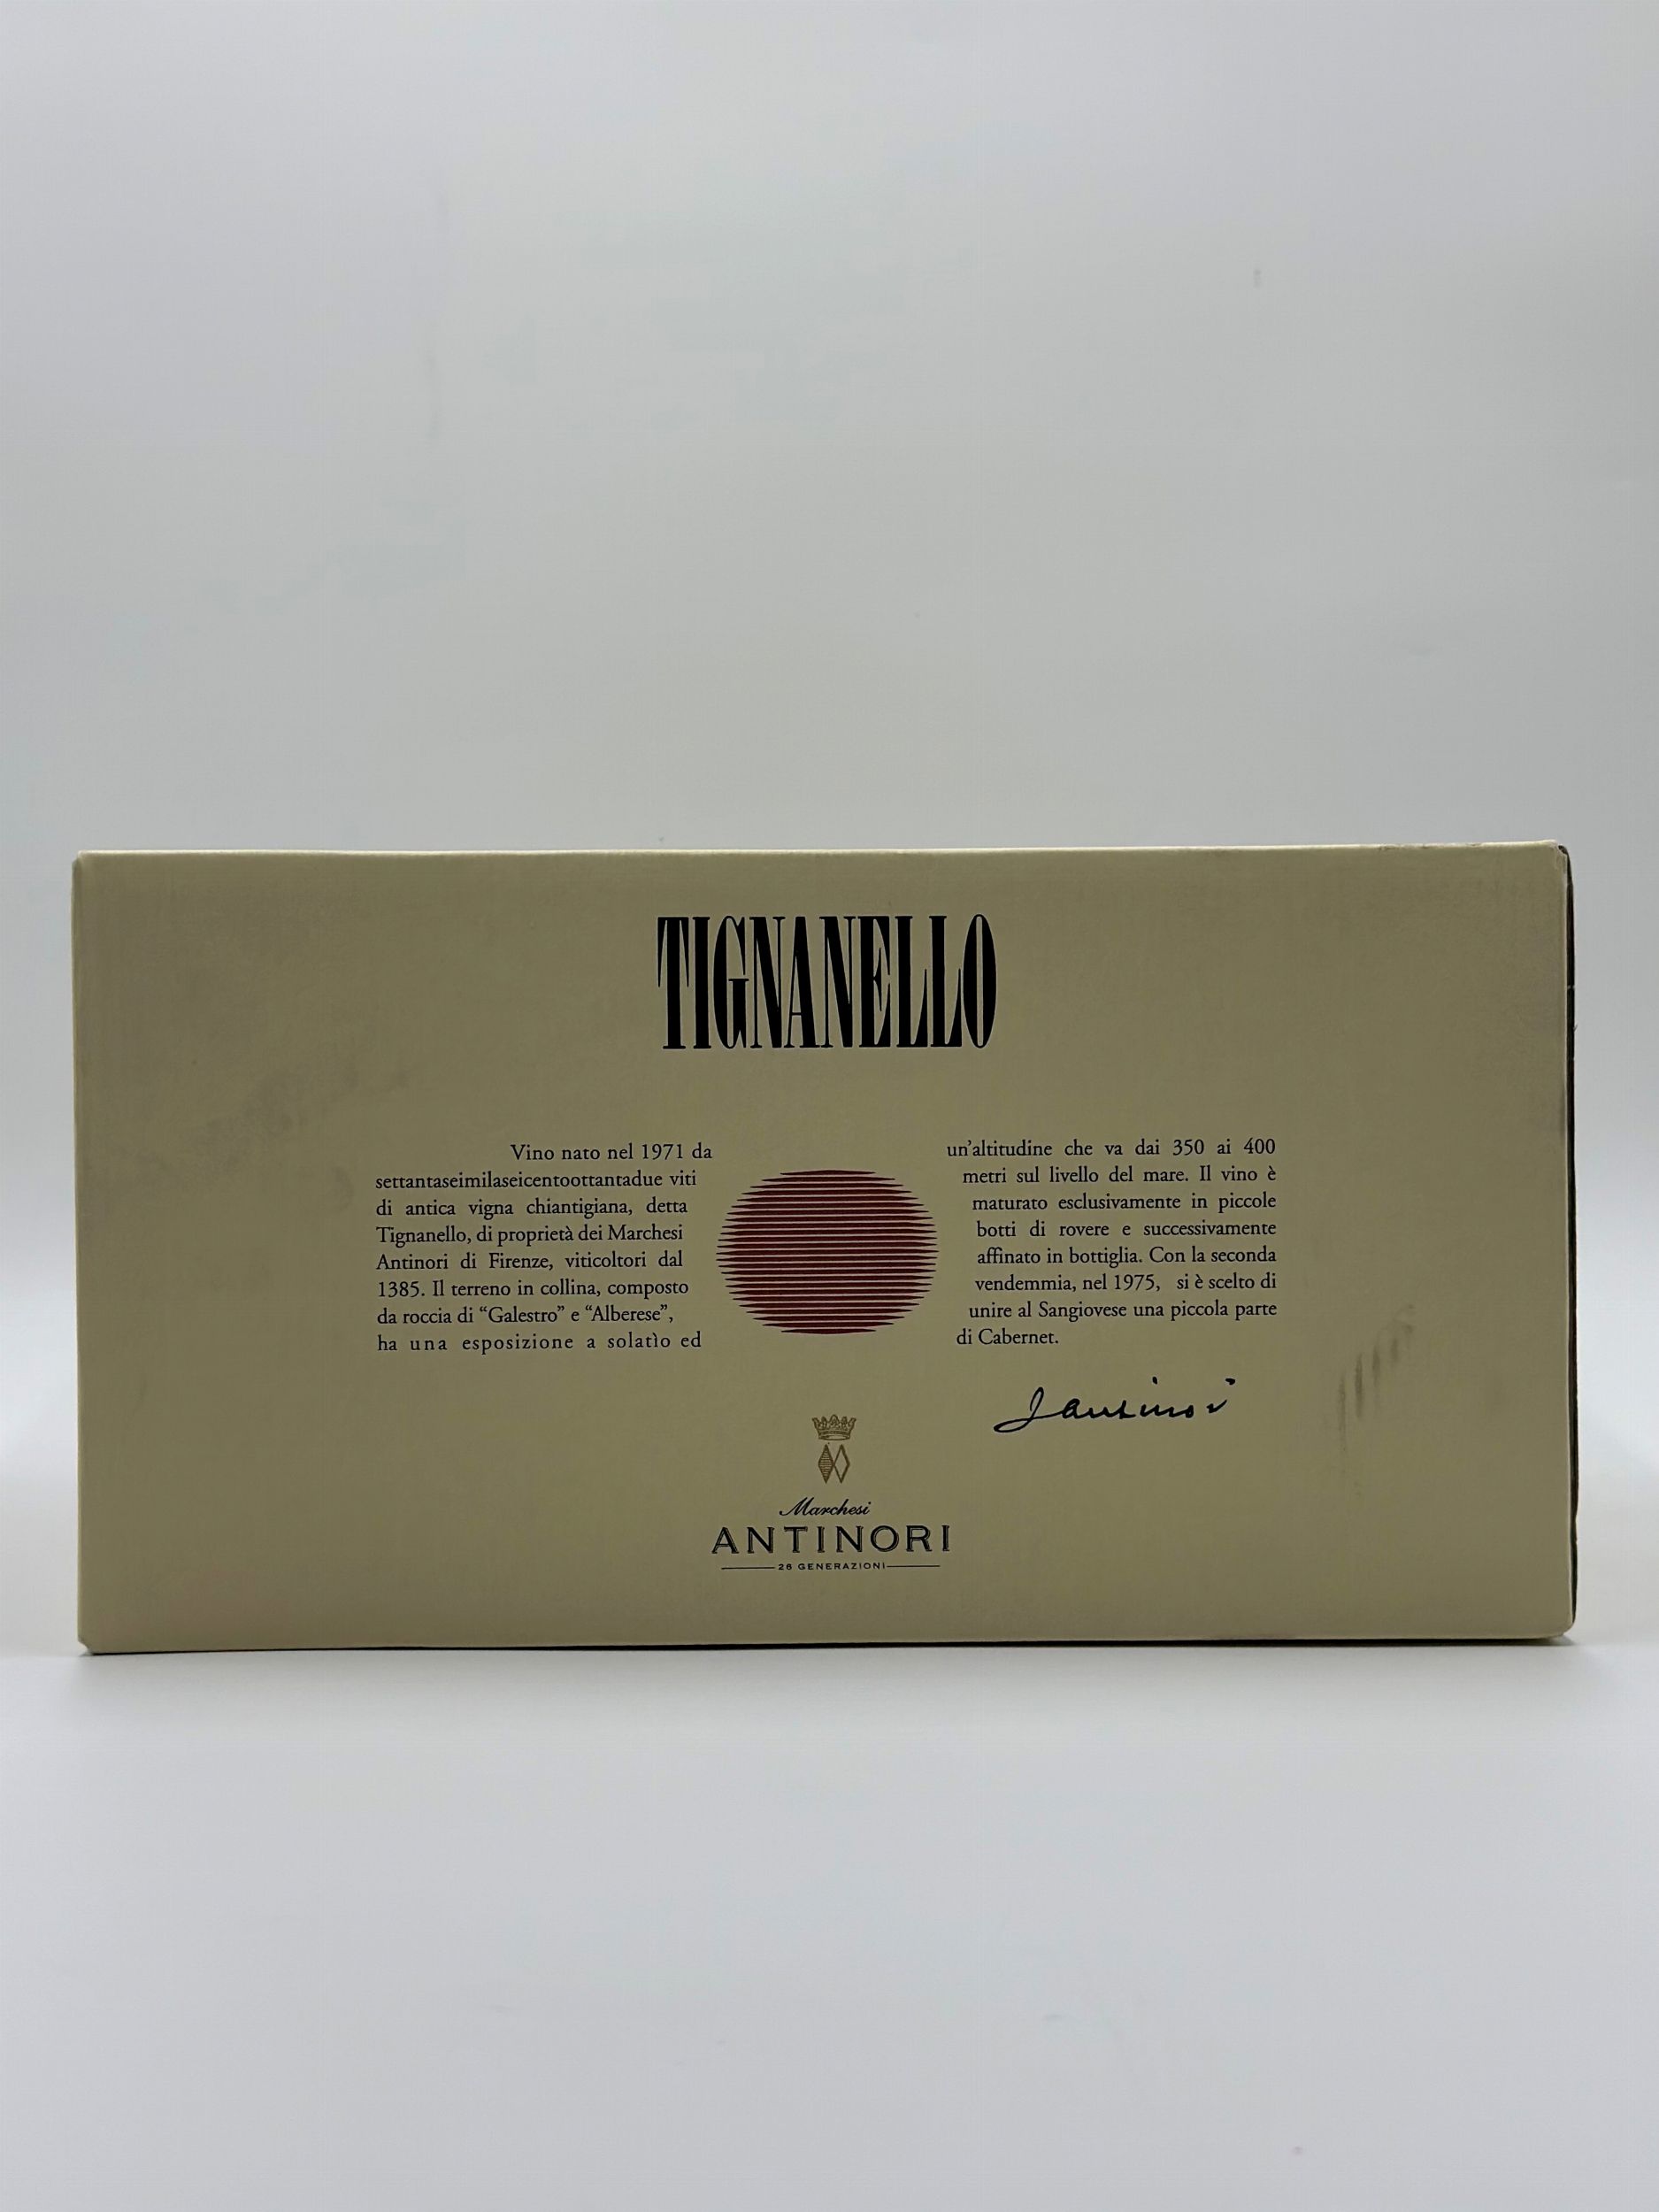 TIGNANELLO
Vino nato nel 1971 da
settantaseimilaseicentoottantadue viti
di antica vigna chiantigiana, detta
Tignanello, di proprietà dei Marchesi
Antinori di Firenze, viticoltori dal
1385. Il terreno in collina, composto
da roccia di “Galestro” e “Alberese”,
ha una esposizione a solatìo ed
un’altitudine che va dai 350 ai 400
metri sul livello del mare. Il vino è
maturato esclusivamente in piccole
botti di rovere e successivamente
affinato in bottiglia. Con la seconda
vendemmia, nel 1975, si è scelto di
unire al Sangiovese una piccola parte
di Cabernet.
Marchesi
ANTINORI
26 GENERAZIONI